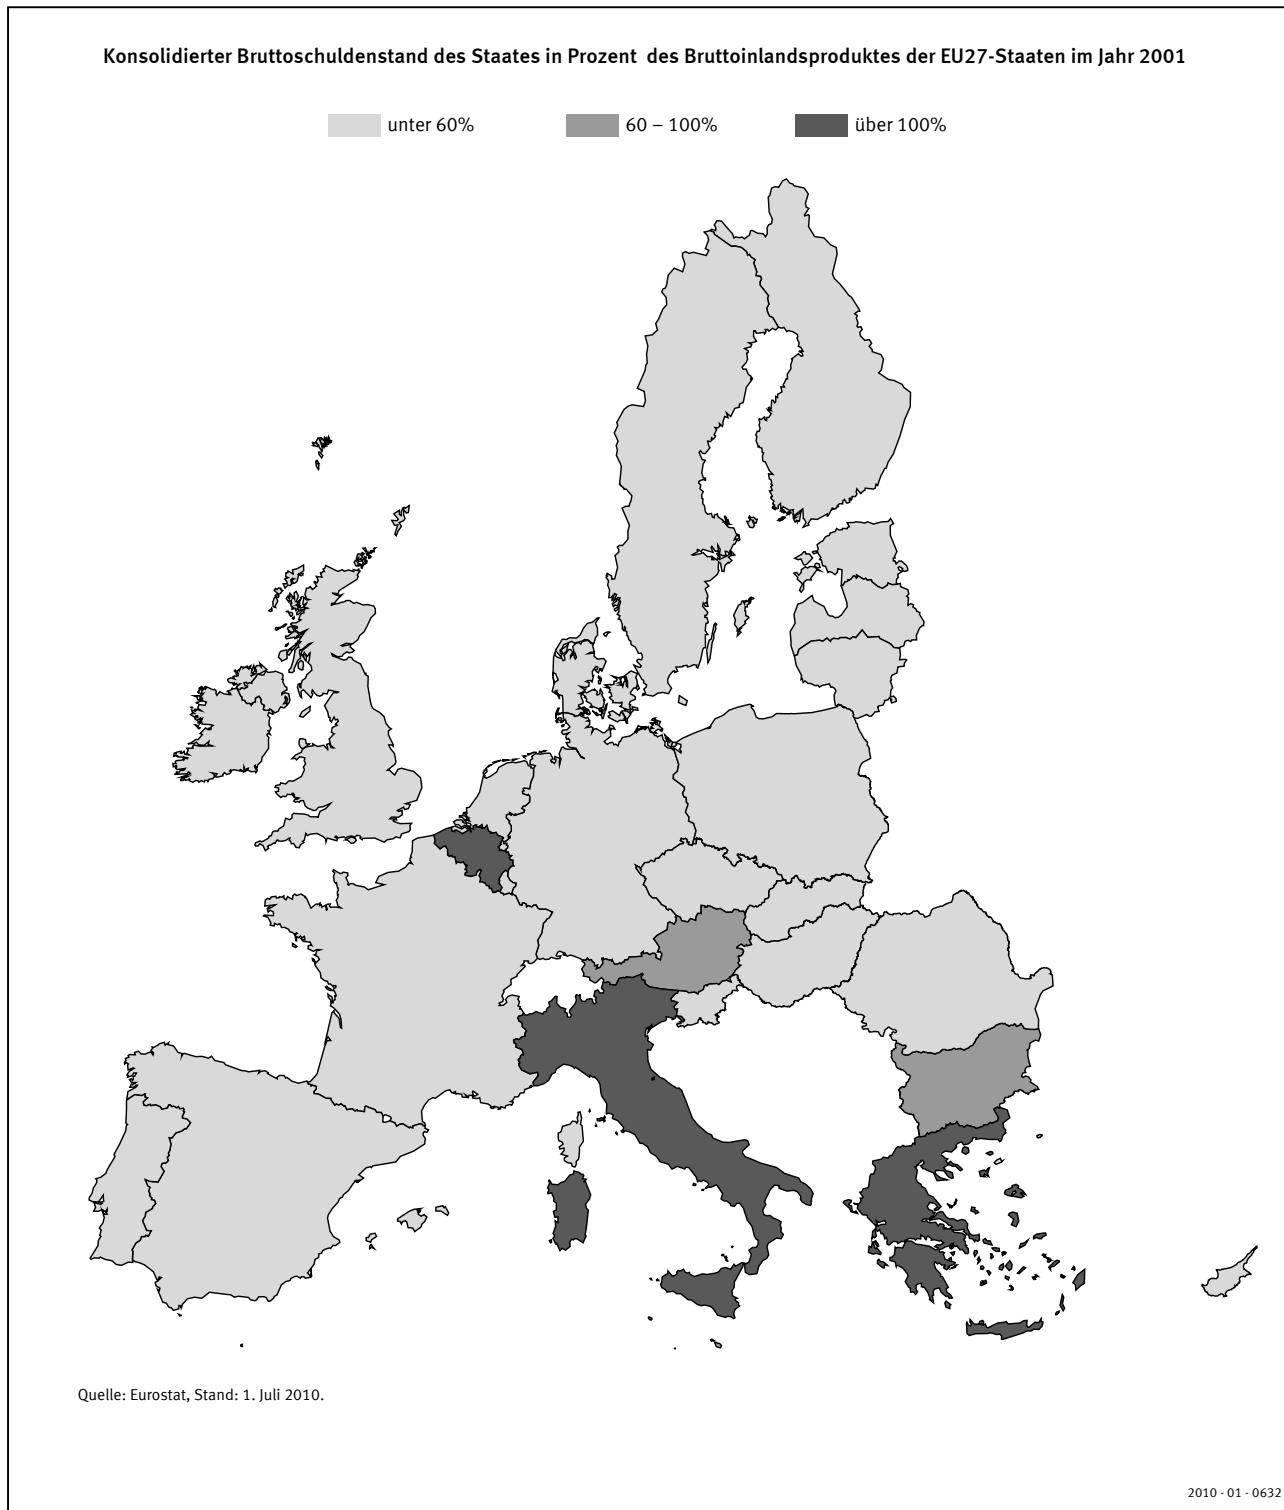 Konsolidierter Bruttoschuldenstand des Staates in Prozent des Bruttoinlandsproduktes der EU27-Staaten im Jahr 2001
unter 60% 60 – 100% über 100%
Quelle: Eurostat, Stand: 1. Juli 2010.
2010 - 01 - 0632